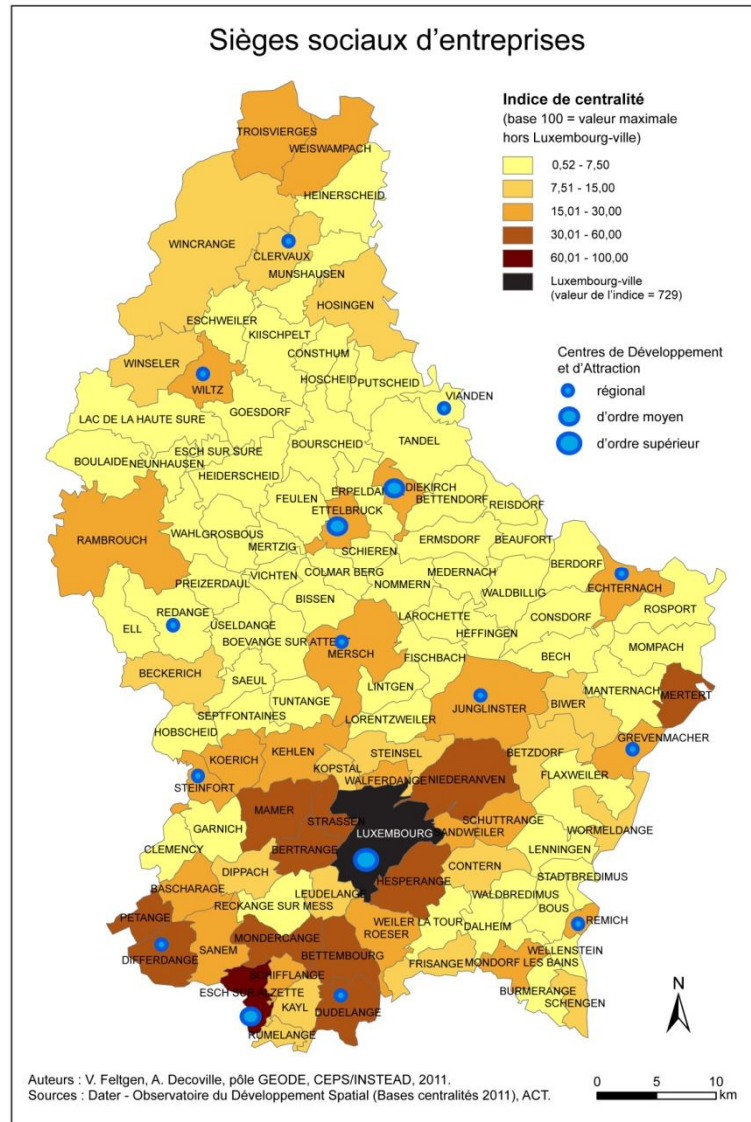 Sièges sociaux d’entreprises
Indice de centralité
(base 100 = valeur maximale
hors Luxembourg-ville)
0,52 - 7,50
7,51 - 15,00
15,01 - 30,00
30,01 - 60,00
60,01 - 100,00
Luxembourg-ville
(valeur de l'indice = 729)
Centres de Développement
et d'Attraction
régional
d'ordre moyen
d'ordre supérieur
TROISVIERGES
WEISWAMPACH
HEINERSCHEID
WINCRANGE
CLERVAUX
MUNSHAUSEN
HOSINGEN
ESCHWEILER
KIISCHPELT
WINSELER
CONSTHUM
WILTZ
HOSCHEID
PUTSCHEID
VIANDEN
GOESDORF
LAC DE LA HAUTE SURE
BOURSCHEID
TANDEL
ESCH SUR SURE
BOULAIDE
NEUNHAUSEN
HEIDERSCHEID
FEULEN
DIEKIRCH
BETTENDORF
REISDORF
ETTELBRUCK
RAMBROUCH
WAHL
GROSBOUS
MERTZIG
SCHIEREN
ERMSDORF
BEAUFORT
BERDORF
ECHTERNACH
VICHTEN
COLMAR BERG
MEDERNACH
PREIZERDAUL
NOMMERN
WALDBILLIG
BISSEN
ROSPORT
REDANGE
ELL
USELDANGE
LAROCHETTE
CONSDORF
HEFFINGEN
BOEVANGE SUR ATTERT
MERSCH
MOMPACH
FISCHBACH
BECH
BECKERICH
SAEUL
LINTGEN
MANTERNACH
MERTERT
TUNTANGE
JUNGLINSTER
BIWER
SEPTFONTAINES
LORENTZWEILER
HOBSCHEID
GREVENMACHER
KEHLEN
STEINSEL
BETZDORF
KOERICH
KOPSTAL
NIEDERANVEN
FLAXWEILER
STEINFORT
WALFERDANGE
MAMER
STRASSEN
SCHUTTRANGE
WORMELDANGE
GARNICH
LUXEMBOURG
SANDWEILER
CLEMENCY
BERTRANGE
LENNINGEN
DIPPACH
CONTERN
HESPERANGE
STADTBREDIMUS
BASCHARAGE
LEUDELANGE
WALDBREDIMUS
RECKANGE SUR MESS
BOUS
PETANGE
WEILER LA TOUR
DALHEIM
REMICH
ROESER
MONDERCANGE
DIFFERDANGE
SANEM
BETTEMBOURG
WELLENSTEIN
FRISANGE
MONDORF LES BAINS
SCHIFFLANGE
ESCH SUR ALZETTE
KAYL
BURMERANGE
SCHENGEN
DUDELANGE
RUMELANGE
N
0 5 10
km
Auteurs : V. Feltgen, A. Decoville, pôle GEODE, CEPS/INSTEAD, 2011.
Sources : Dater - Observatoire du Développement Spatial (Bases centralités 2011), ACT.